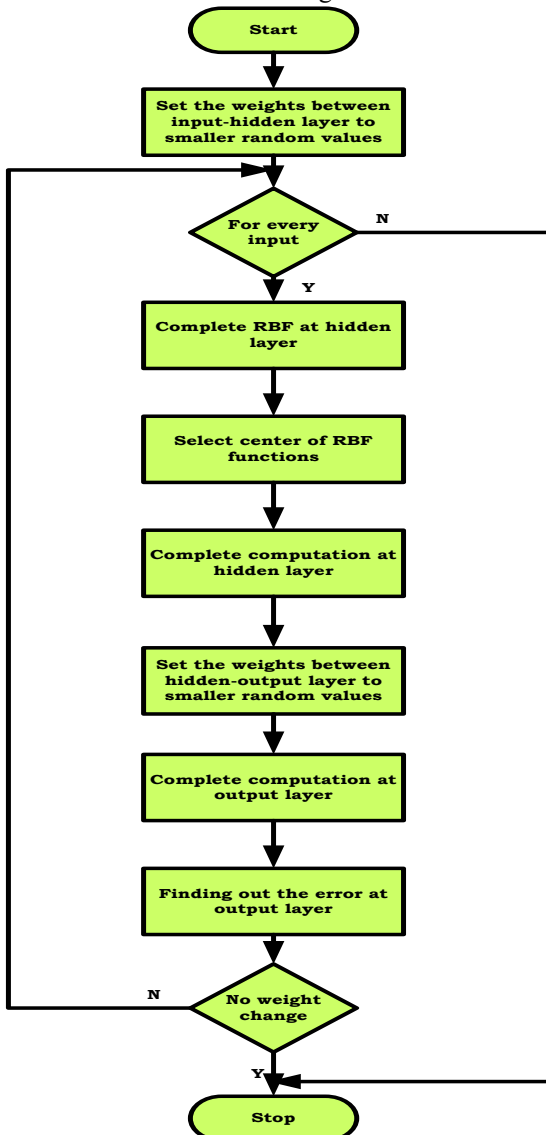 Start
Set the weights between
input-hidden layer to
smaller random values
For every
input
N
Y
Complete RBF at hidden
layer
Select center of RBF
functions
Complete computation at
hidden layer
Set the weights between
hidden-output layer to
smaller random values
Complete computation at
output layer
Finding out the error at
output layer
No weight
change
N
Y
Stop